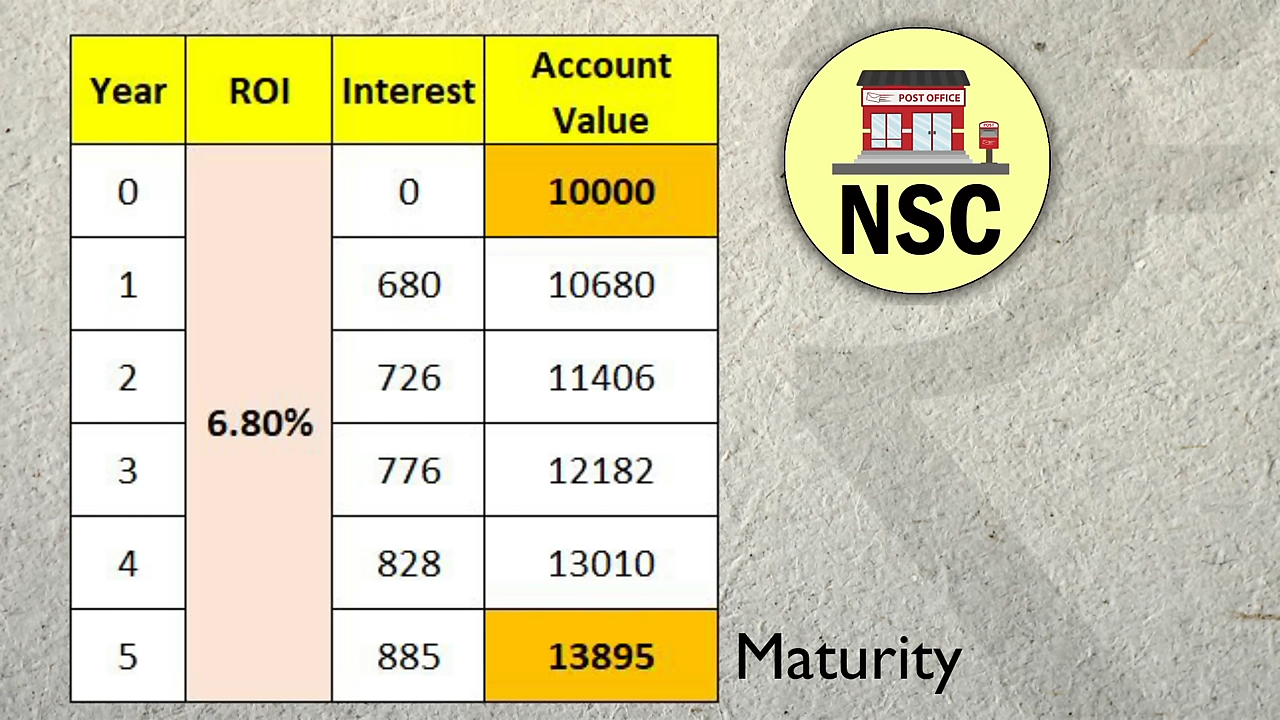 Year ROI Interest Account Value
0 0 10000
1 680 10680
2 726 11406
6.80%
3 776 12182
4 828 13010
5 885 13895 Maturity
POST OFFICE
POST
NSC